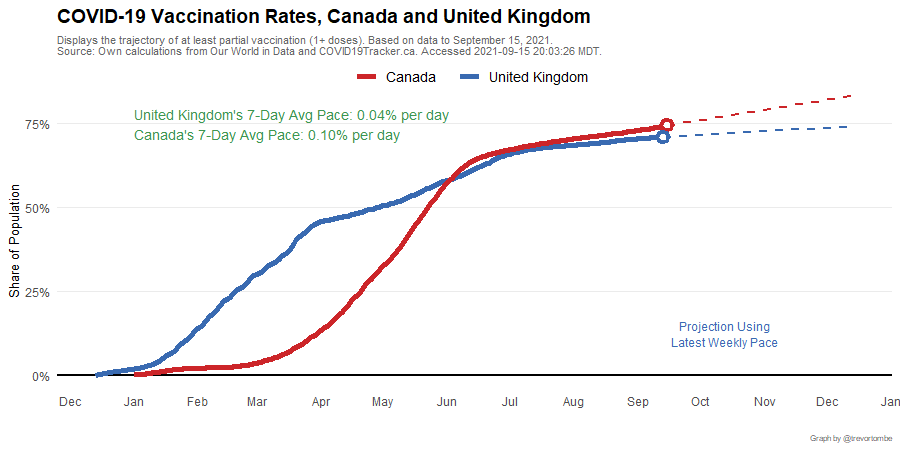 COVID-19 Vaccination Rates, Canada and United Kingdom
Displays the trajectory of at least partial vaccination (1+ doses). Based on data to September 15, 2021.
Source: Own calculations from Our World in Data and COVID19Tracker.ca. Accessed 2021-09-15 20:03:26 MDT.
Canada United Kingdom
United Kingdom's 7-Day Avg Pace: 0.04% per day
Canada's 7-Day Avg Pace: 0.10% per day
75%
50%
25%
0%
Share of Population
Projection Using
Latest Weekly Pace
Dec Jan Feb Mar Apr May Jun Jul Aug Sep Oct Nov Dec Jan
Graph by @trevortombe